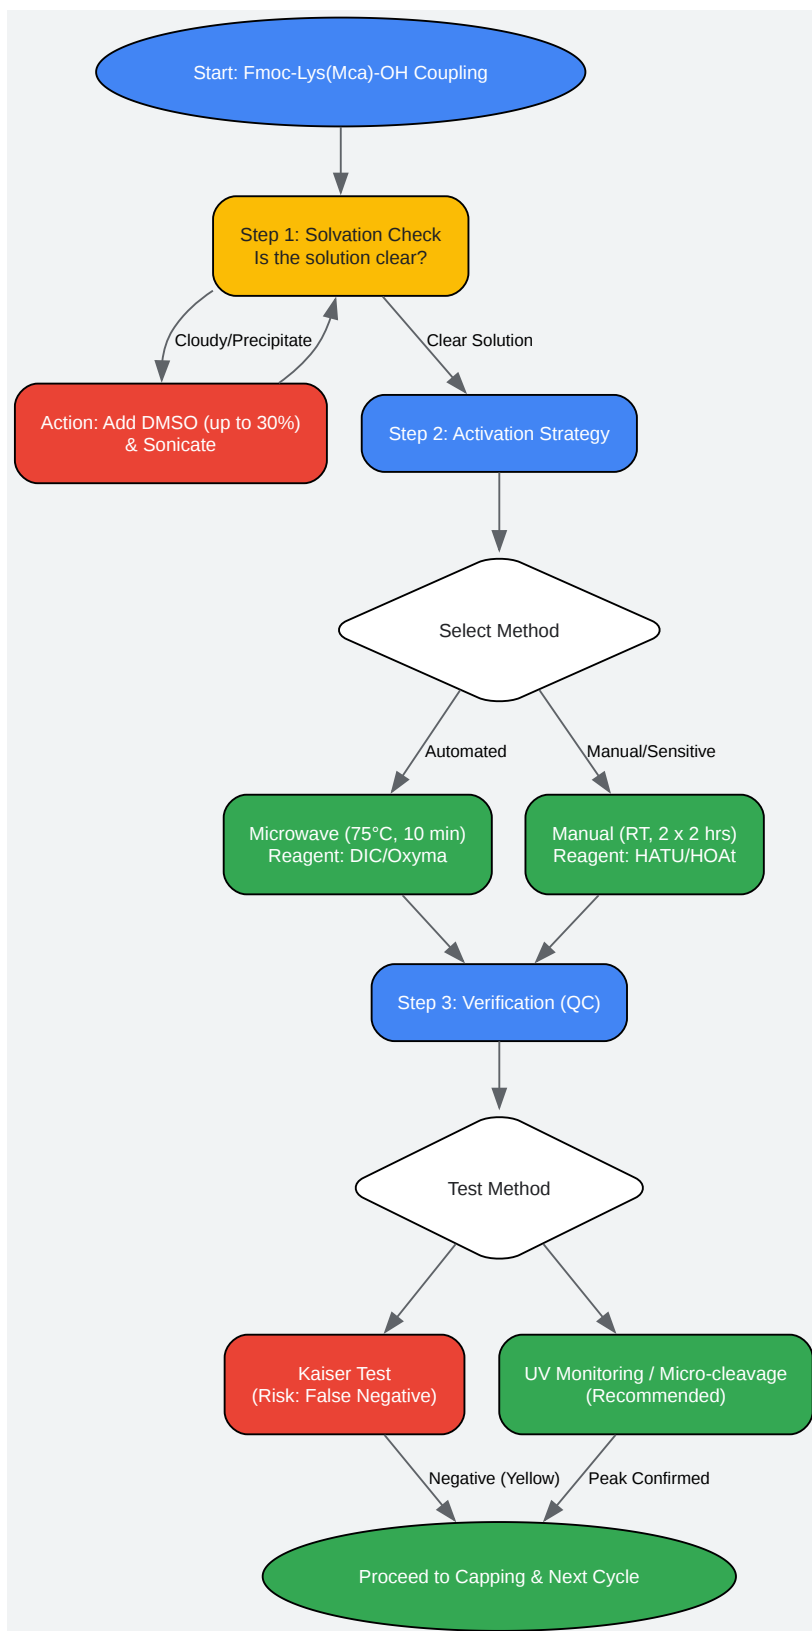 Start: Fmoc-Lys(Mca)-OH Coupling
Step 1: Solvation Check
Is the solution clear?
Cloudy/Precipitate
Clear Solution
Action: Add DMSO (up to 30%)
& Sonicate
Step 2: Activation Strategy
Select Method
Automated
Manual/Sensitive
Microwave (75°C, 10 min)
Reagent: DIC/Oxyma
Manual (RT, 2 x 2 hrs)
Reagent: HATU/HOAt
Step 3: Verification (QC)
Test Method
Kaiser Test
(Risk: False Negative)
UV Monitoring / Micro-cleavage
(Recommended)
Negative (Yellow)
Peak Confirmed
Proceed to Capping & Next Cycle